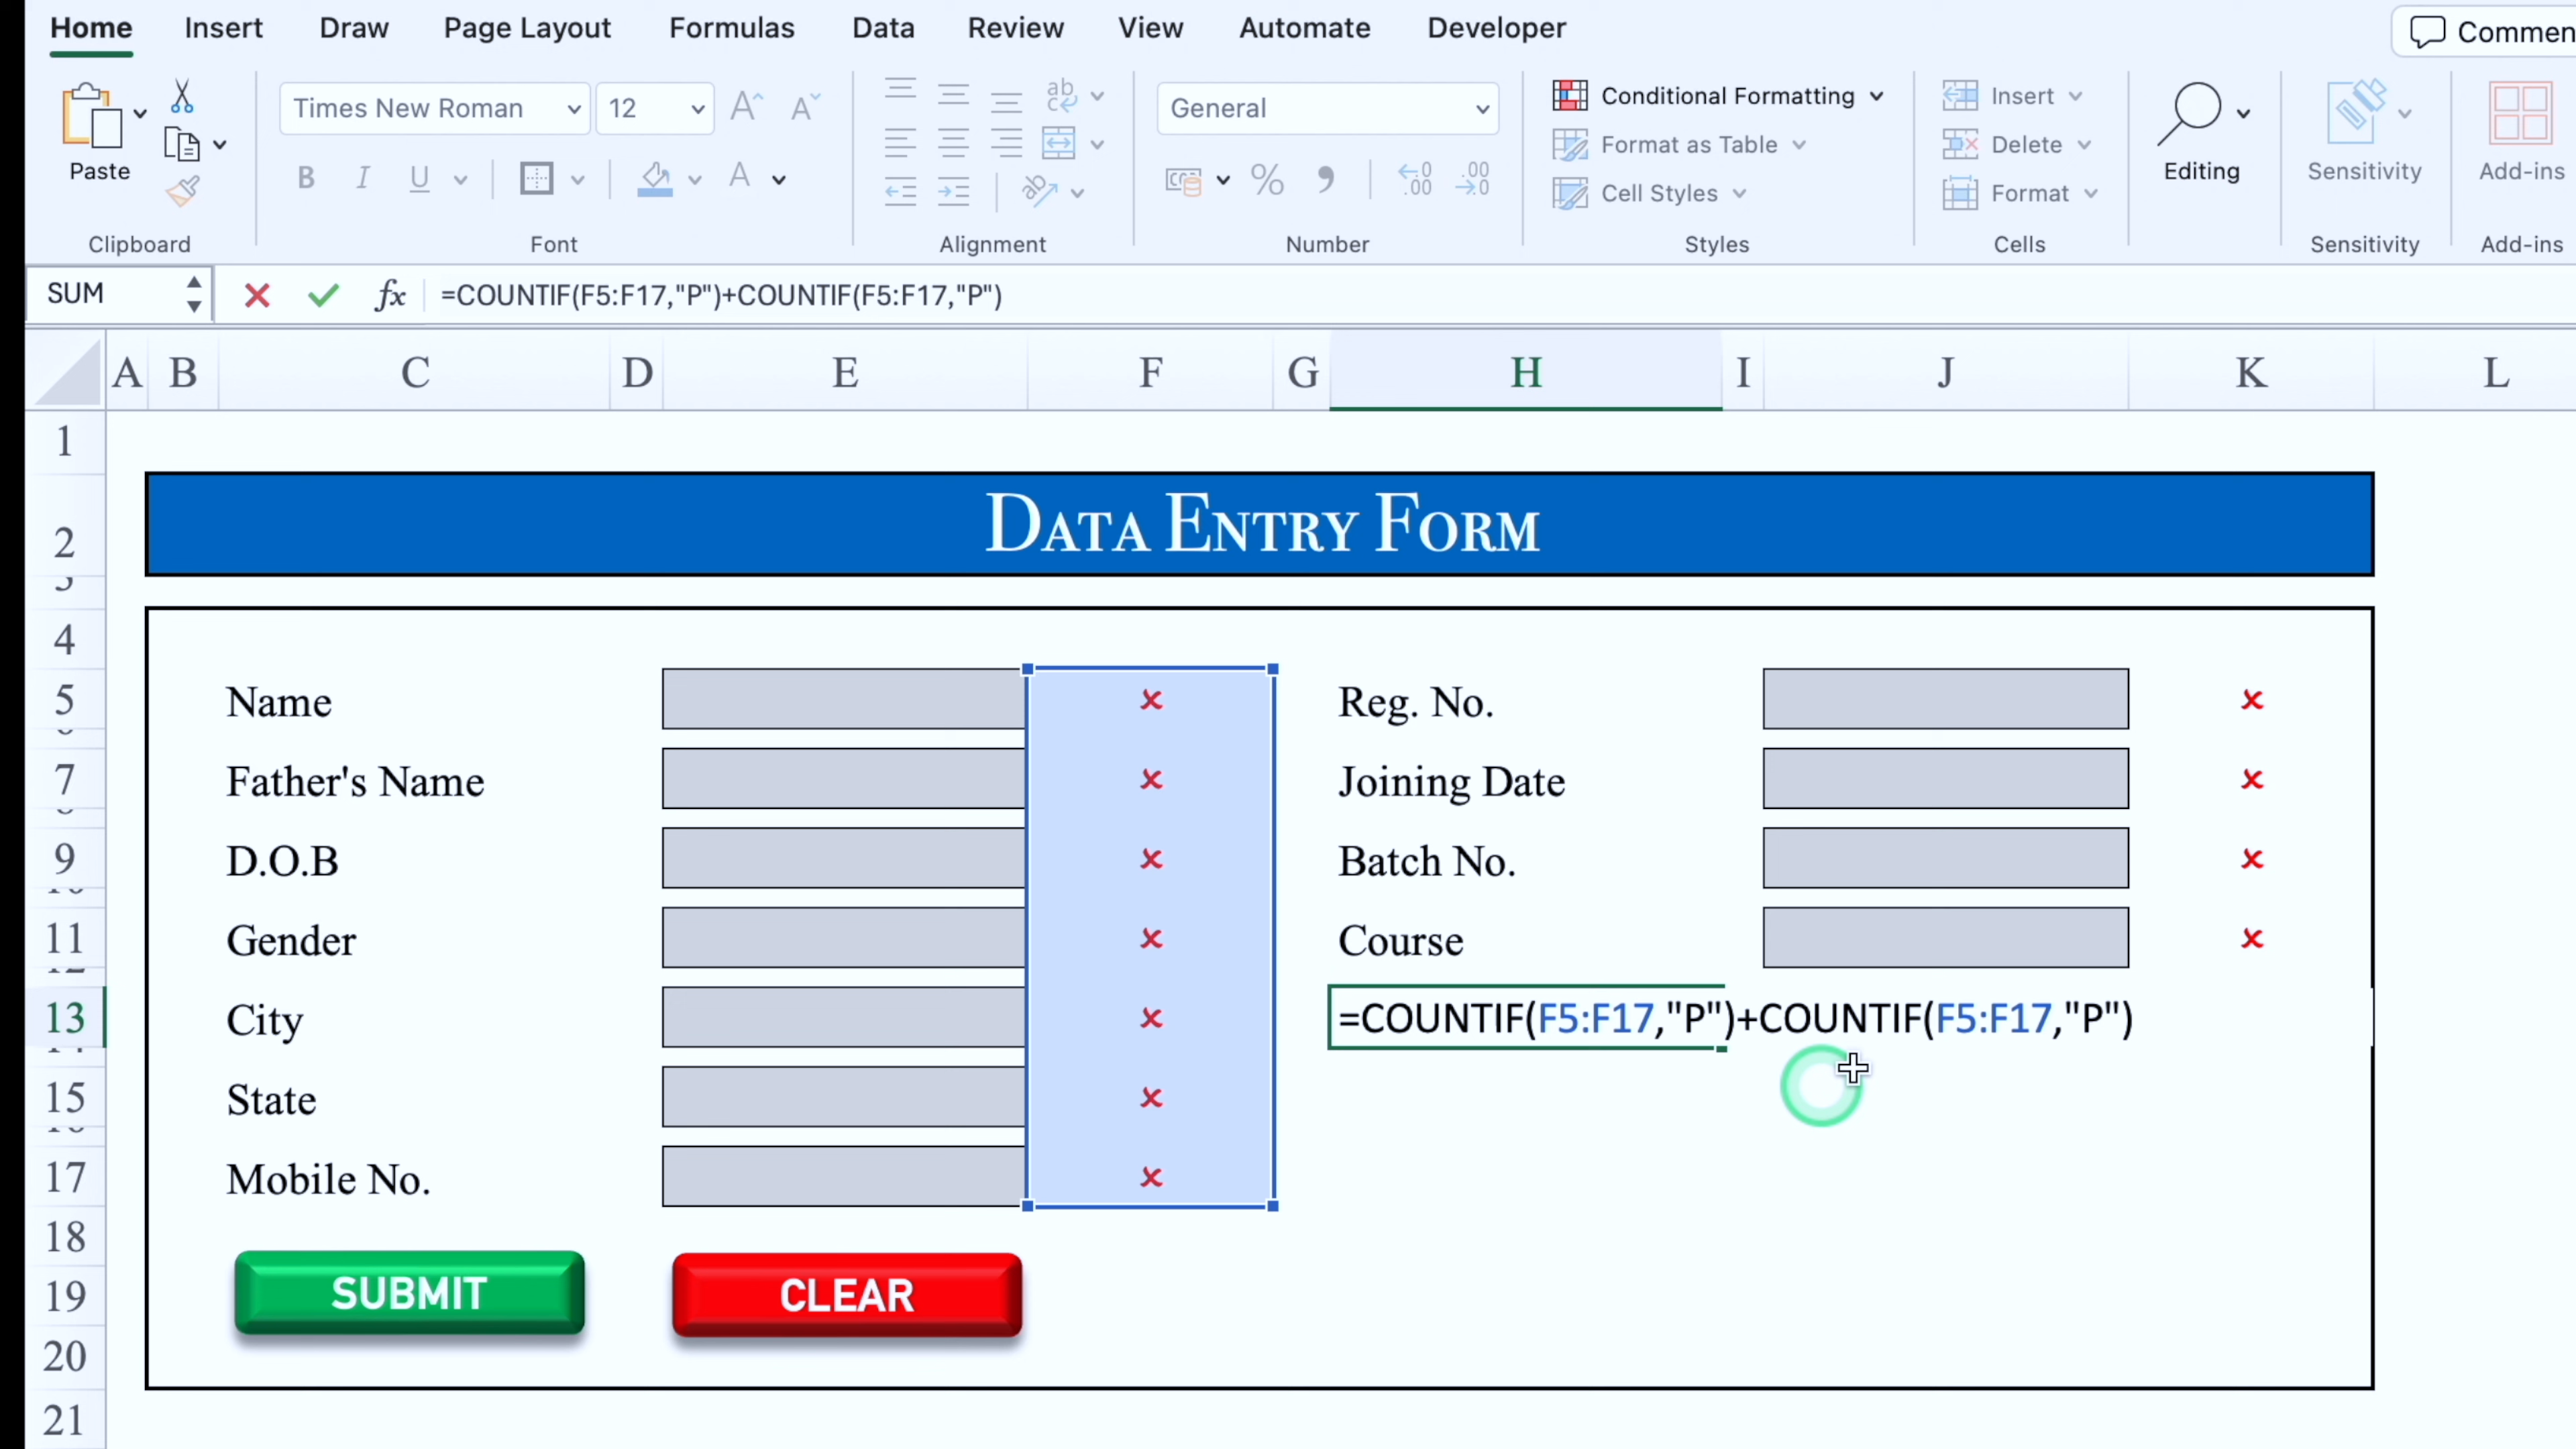 Home Insert Draw Page Layout Formulas Data Review View Automate Developer
Paste
Clipboard
Times New Roman 12
B I U A
Font
ab
Alignment
General
% .00 .00
Number
Conditional Formatting
Format as Table
Cell Styles
Styles
Insert
Delete
Format
Cells
Editing
Sensitivity
Sensitivity
Add-ins
Add-ins
SUM fx =COUNTIF(F5:F17,"P")+COUNTIF(F5:F17,"P")
A B C D E F G H I J K L
1
2 DATA ENTRY FORM
4
5 Name Reg. No.
7 Father's Name Joining Date
9 D.O.B Batch No.
11 Gender Course
13 City =COUNTIF(F5:F17,"P")+COUNTIF(F5:F17,"P")
15 State
17 Mobile No.
18
19 SUBMIT CLEAR
20
21